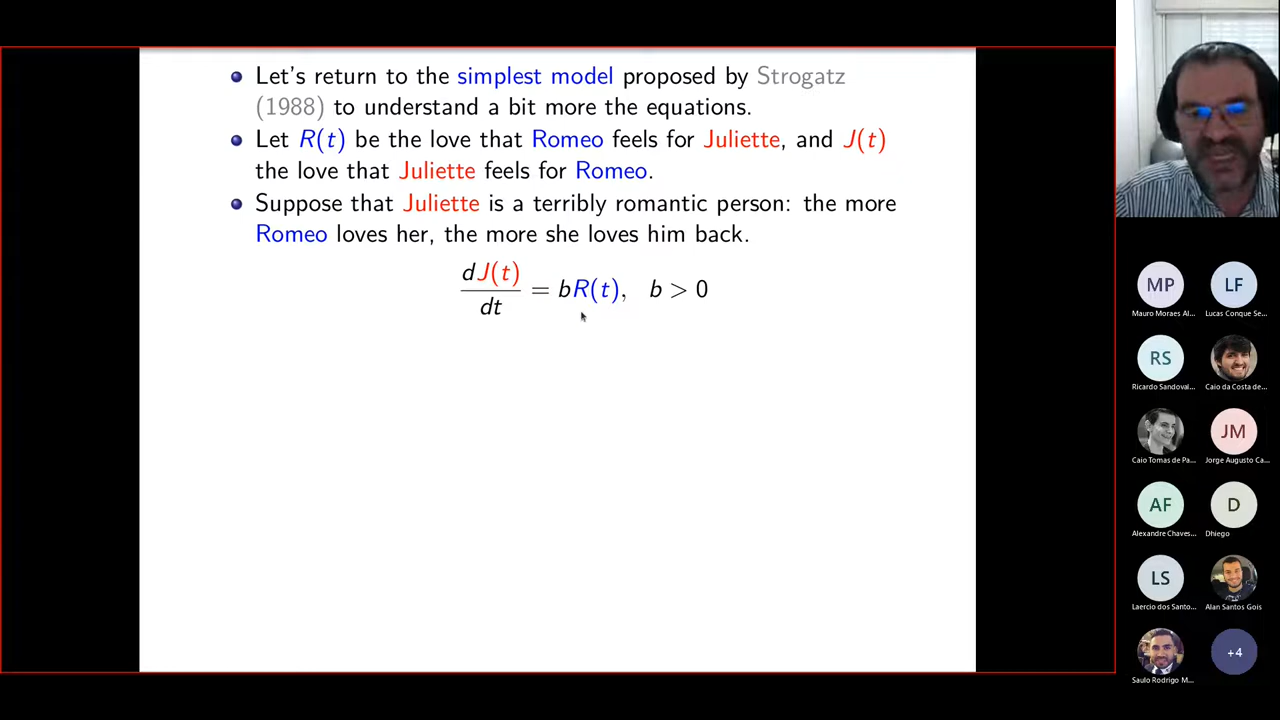 Let's return to the simplest model proposed by Strogatz
(1988) to understand a bit more the equations.
Let R(t) be the love that Romeo feels for Juliette, and J(t)
the love that Juliette feels for Romeo.
Suppose that Juliette is a terribly romantic person: the more
Romeo loves her, the more she loves him back.
dJ(t)
dt
= bR(t), b > 0
MP
LF
Mauro Moraes Al...
Lucas Conque Se...
RS
Ricardo Sandoval...
Caio da Costa de...
JM
Caio Tomas de Pa...
Jorge Augusto Ca...
AF
D
Alexandre Chaves...
Dhiego
LS
Laercio dos Santo...
Alan Santos Gois
+4
Saulo Rodrigo M...